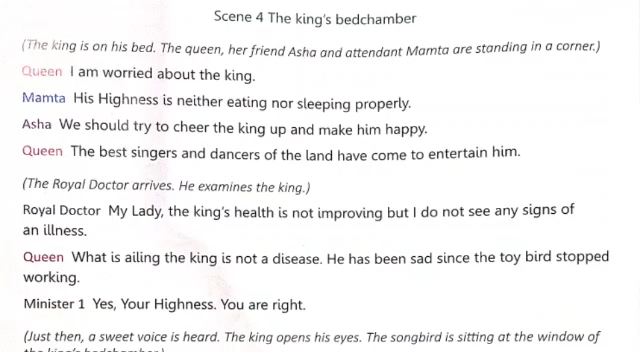 Scene 4 The king's bedchamber
(The king is on his bed. The queen, her friend Asha and attendant Mamta are standing in a corner.)
Queen I am worried about the king.
Mamta His Highness is neither eating nor sleeping properly.
Asha We should try to cheer the king up and make him happy.
Queen The best singers and dancers of the land have come to entertain him.
(The Royal Doctor arrives. He examines the king.)
Royal Doctor My Lady, the king's health is not improving but I do not see any signs of
an illness.
Queen What is ailing the king is not a disease. He has been sad since the toy bird stopped
working.
Minister 1 Yes, Your Highness. You are right.
(Just then, a sweet voice is heard. The king opens his eyes. The songbird is sitting at the window of
the king's bedchamber.)